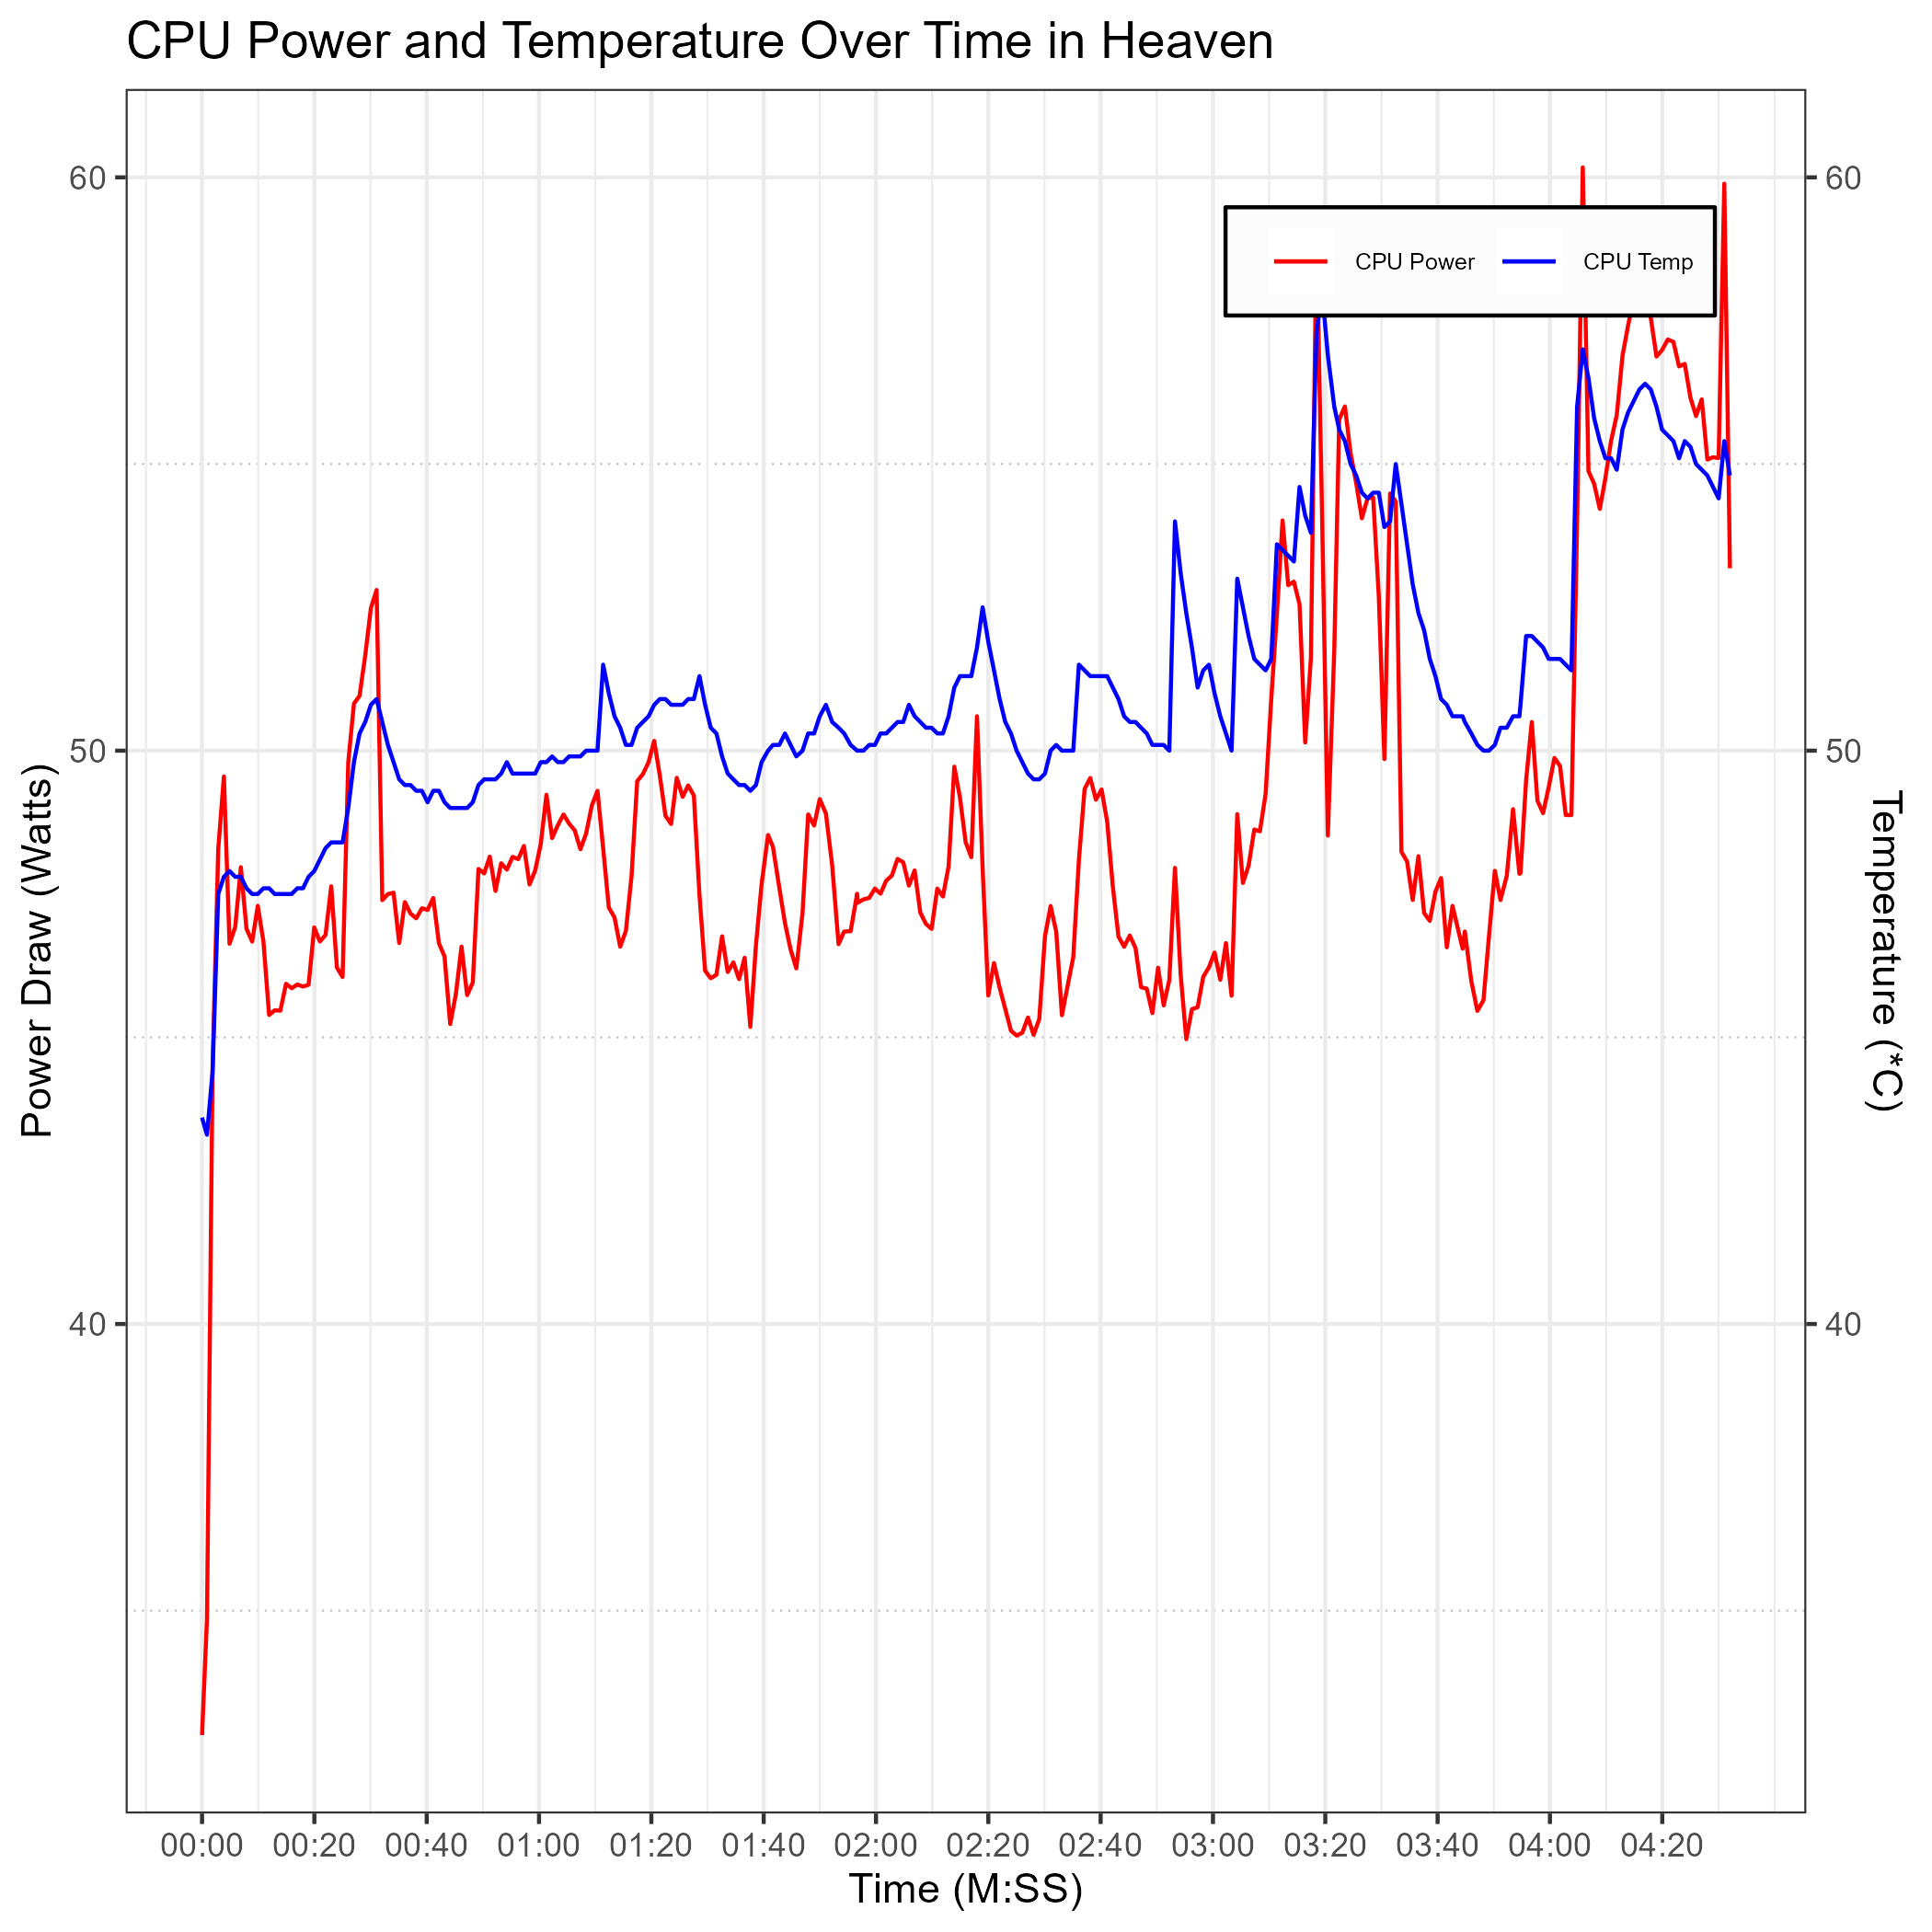 CPU Power and Temperature Over Time in Heaven
60
50
40
Power Draw (Watts)
CPU Power
CPU Temp
60
50
40
Temperature (*C)
00:00 00:20 00:40 01:00 01:20 01:40 02:00 02:20 02:40 03:00 03:20 03:40 04:00 04:20
Time (M:SS)